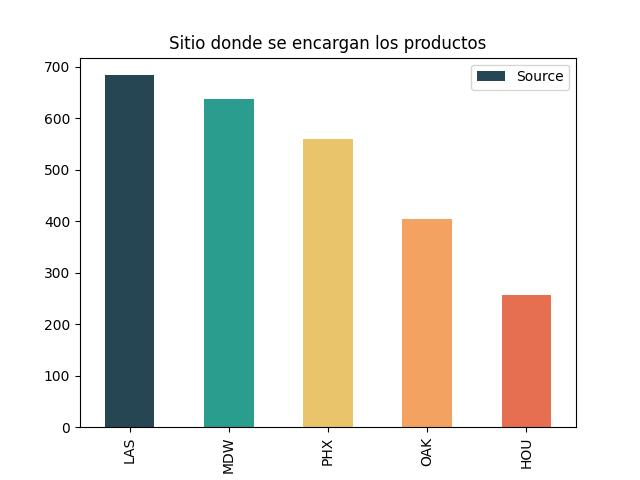 Sitio donde se encargan los productos
Source
700
600
500
400
300
200
100
0
LAS
MDW
PHX
OAK
HOU